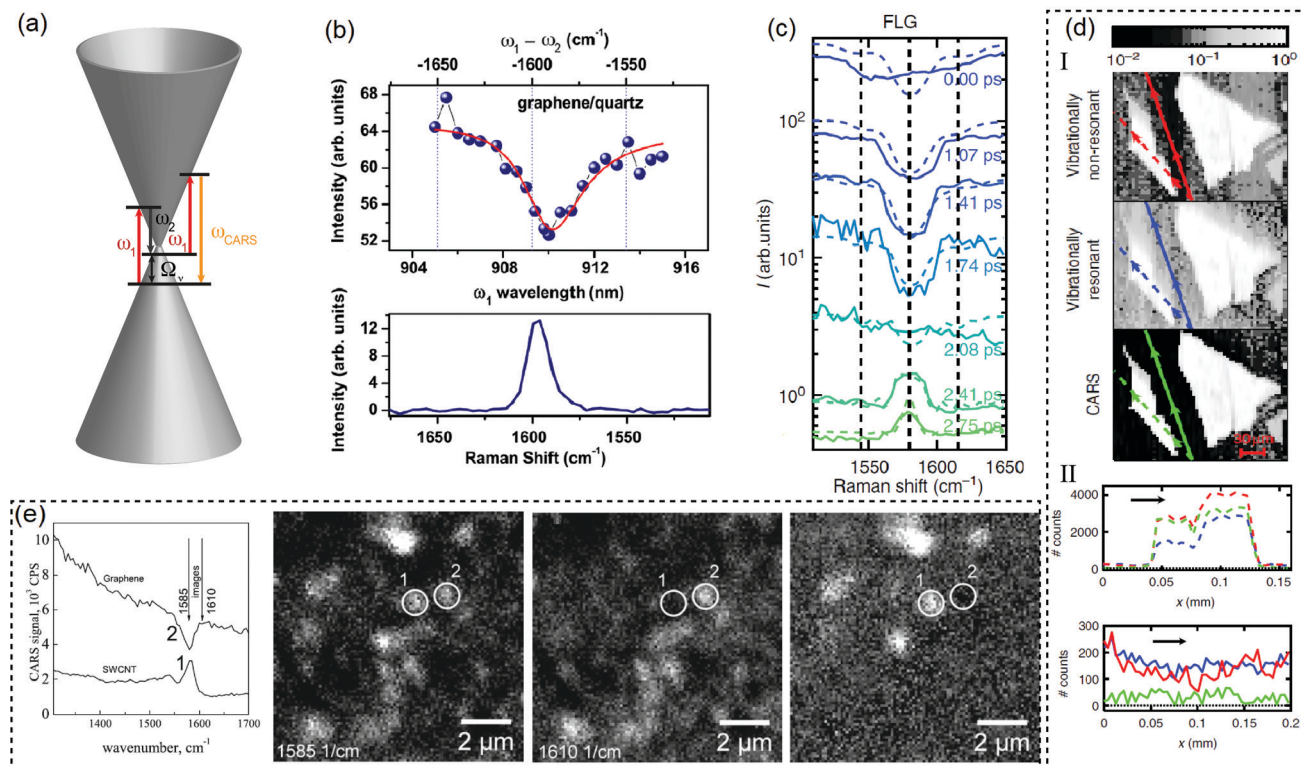 (a)
ω₁
ω₂
ω₁
Ωᵥ
ω_CARS
(b)
ω₁ − ω₂ (cm⁻¹)
-1650 -1600 -1550
graphene/quartz
Intensity (arb. units)
68
64
60
56
52
904 908 912 916
ω₁ wavelength (nm)
Intensity (arb. units)
12
8
4
0
1650 1600 1550
Raman Shift (cm⁻¹)
(c)
FLG
I (arb.units)
10²
10¹
10⁰
0.00 ps
1.07 ps
1.41 ps
1.74 ps
2.08 ps
2.41 ps
2.75 ps
1550 1600 1650
Raman shift (cm⁻¹)
(d)
10⁻² 10⁻¹ 10⁰
I
Vibrationally
non-resonant
Vibrationally
resonant
CARS
30 μm
II
# counts
4000
2000
0
0 0.05 0.10 0.15
x (mm)
# counts
300
200
100
0
0 0.05 0.10 0.15 0.2
x (mm)
(e)
CARS signal, 10³ CPS
10
8
6
4
2
0
Graphene
1585
images
1610
2
SWCNT
1
1400 1500 1600 1700
wavenumber, cm⁻¹
1 2
1585 1/cm
2 μm
1 2
1610 1/cm
2 μm
1 2
2 μm